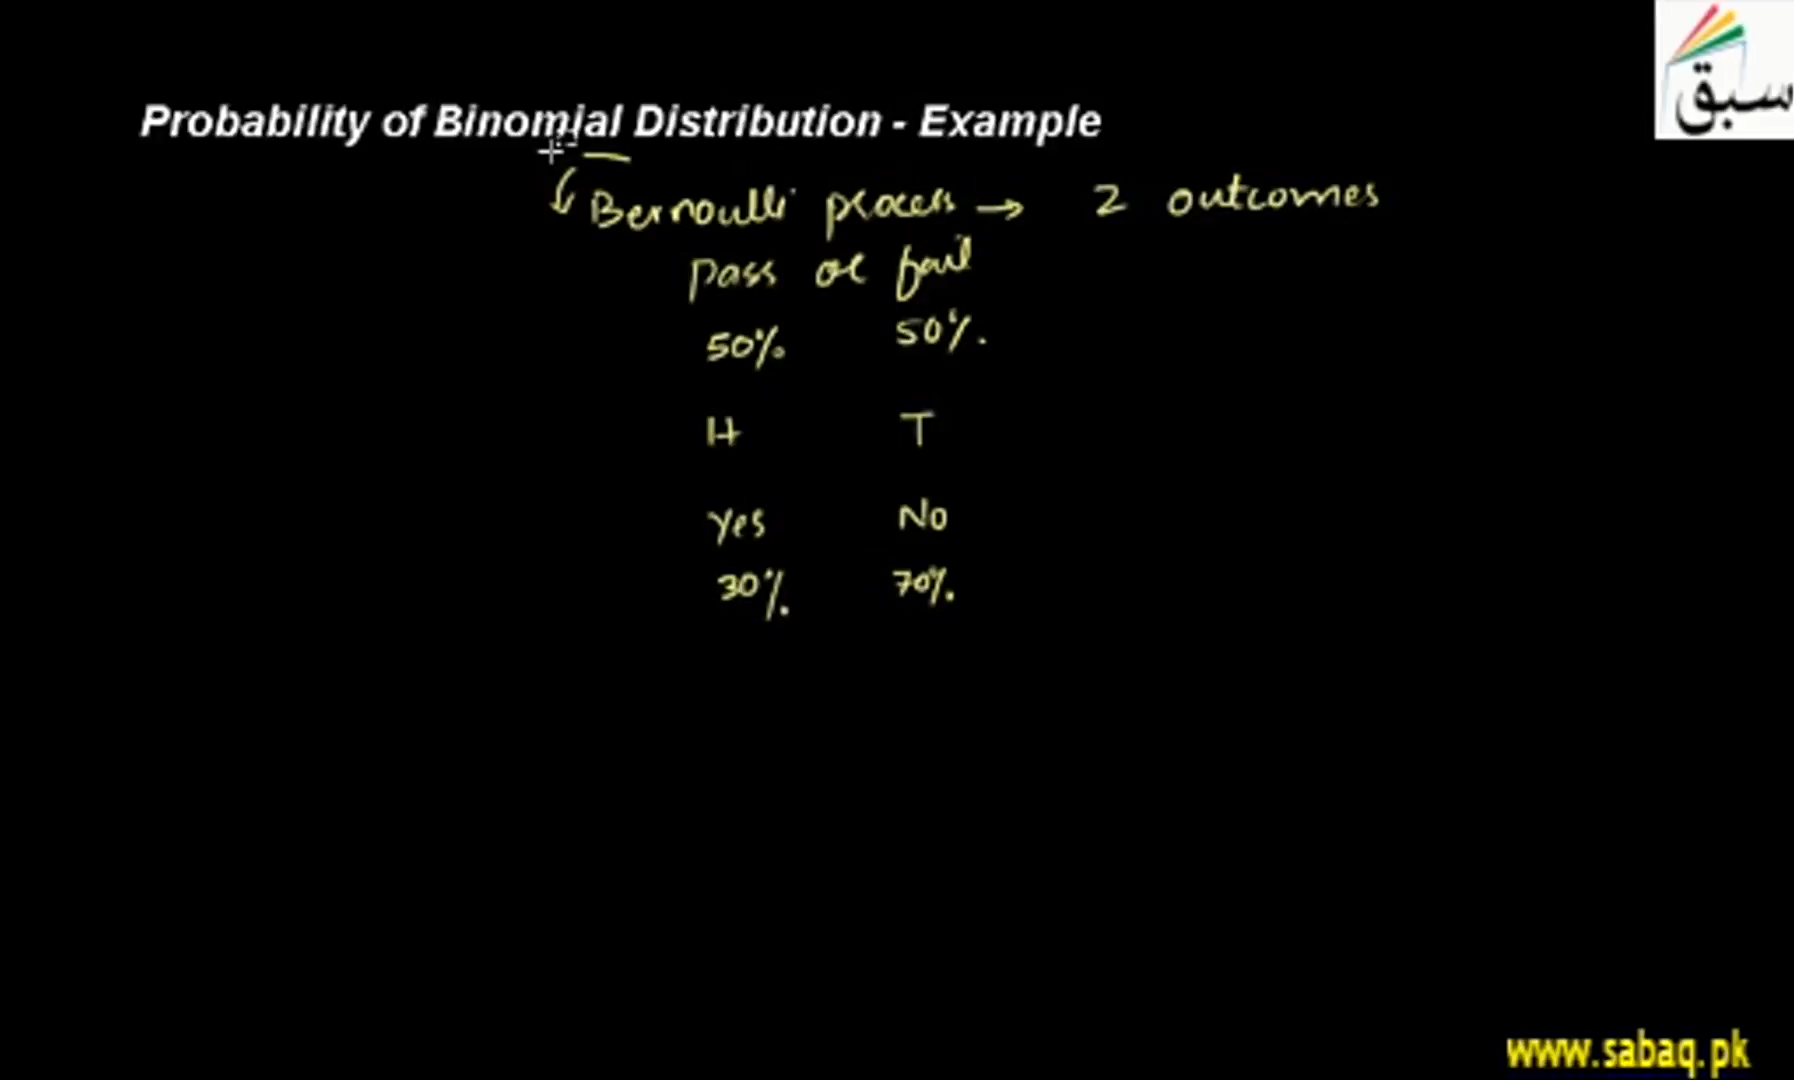 سبق
Probability of Binomial Distribution - Example
Bernoulli process → 2 outcomes
pass or fail
50% 50%.
H T
Yes No
30% 70%.
www.sabaq.pk